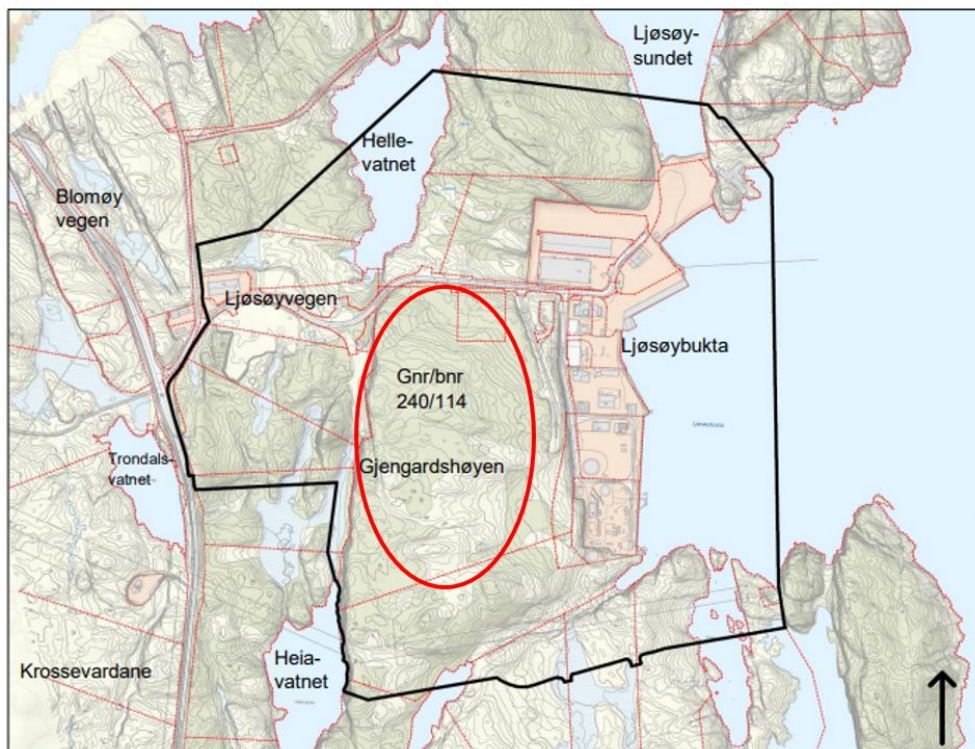 Ljøsøy-
sundet
Helle-
vatnet
Blomøy
vegen
Ljøsøyvegen
Ljøsøybukta
Gnr/bnr
240/114
Gjengardshøyen
Trondals-
vatnet
Krossevardane
Heia-
vatnet